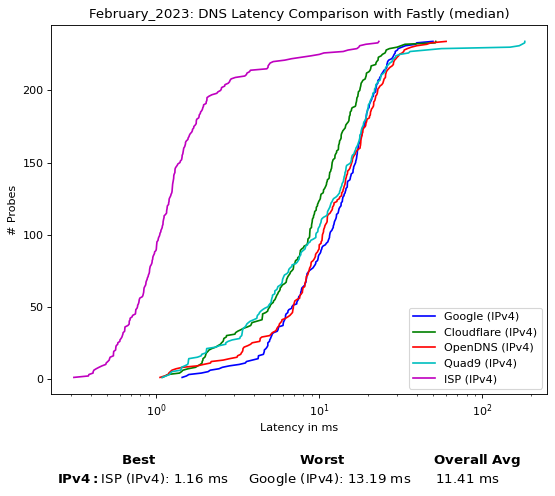 February_2023: DNS Latency Comparison with Fastly (median)
# Probes
200
150
100
50
0
Google (IPv4)
Cloudflare (IPv4)
OpenDNS (IPv4)
Quad9 (IPv4)
ISP (IPv4)
10⁰ 10¹ 10²
Latency in ms
Best Worst Overall Avg
IPv4: ISP (IPv4): 1.16 ms Google (IPv4): 13.19 ms 11.41 ms